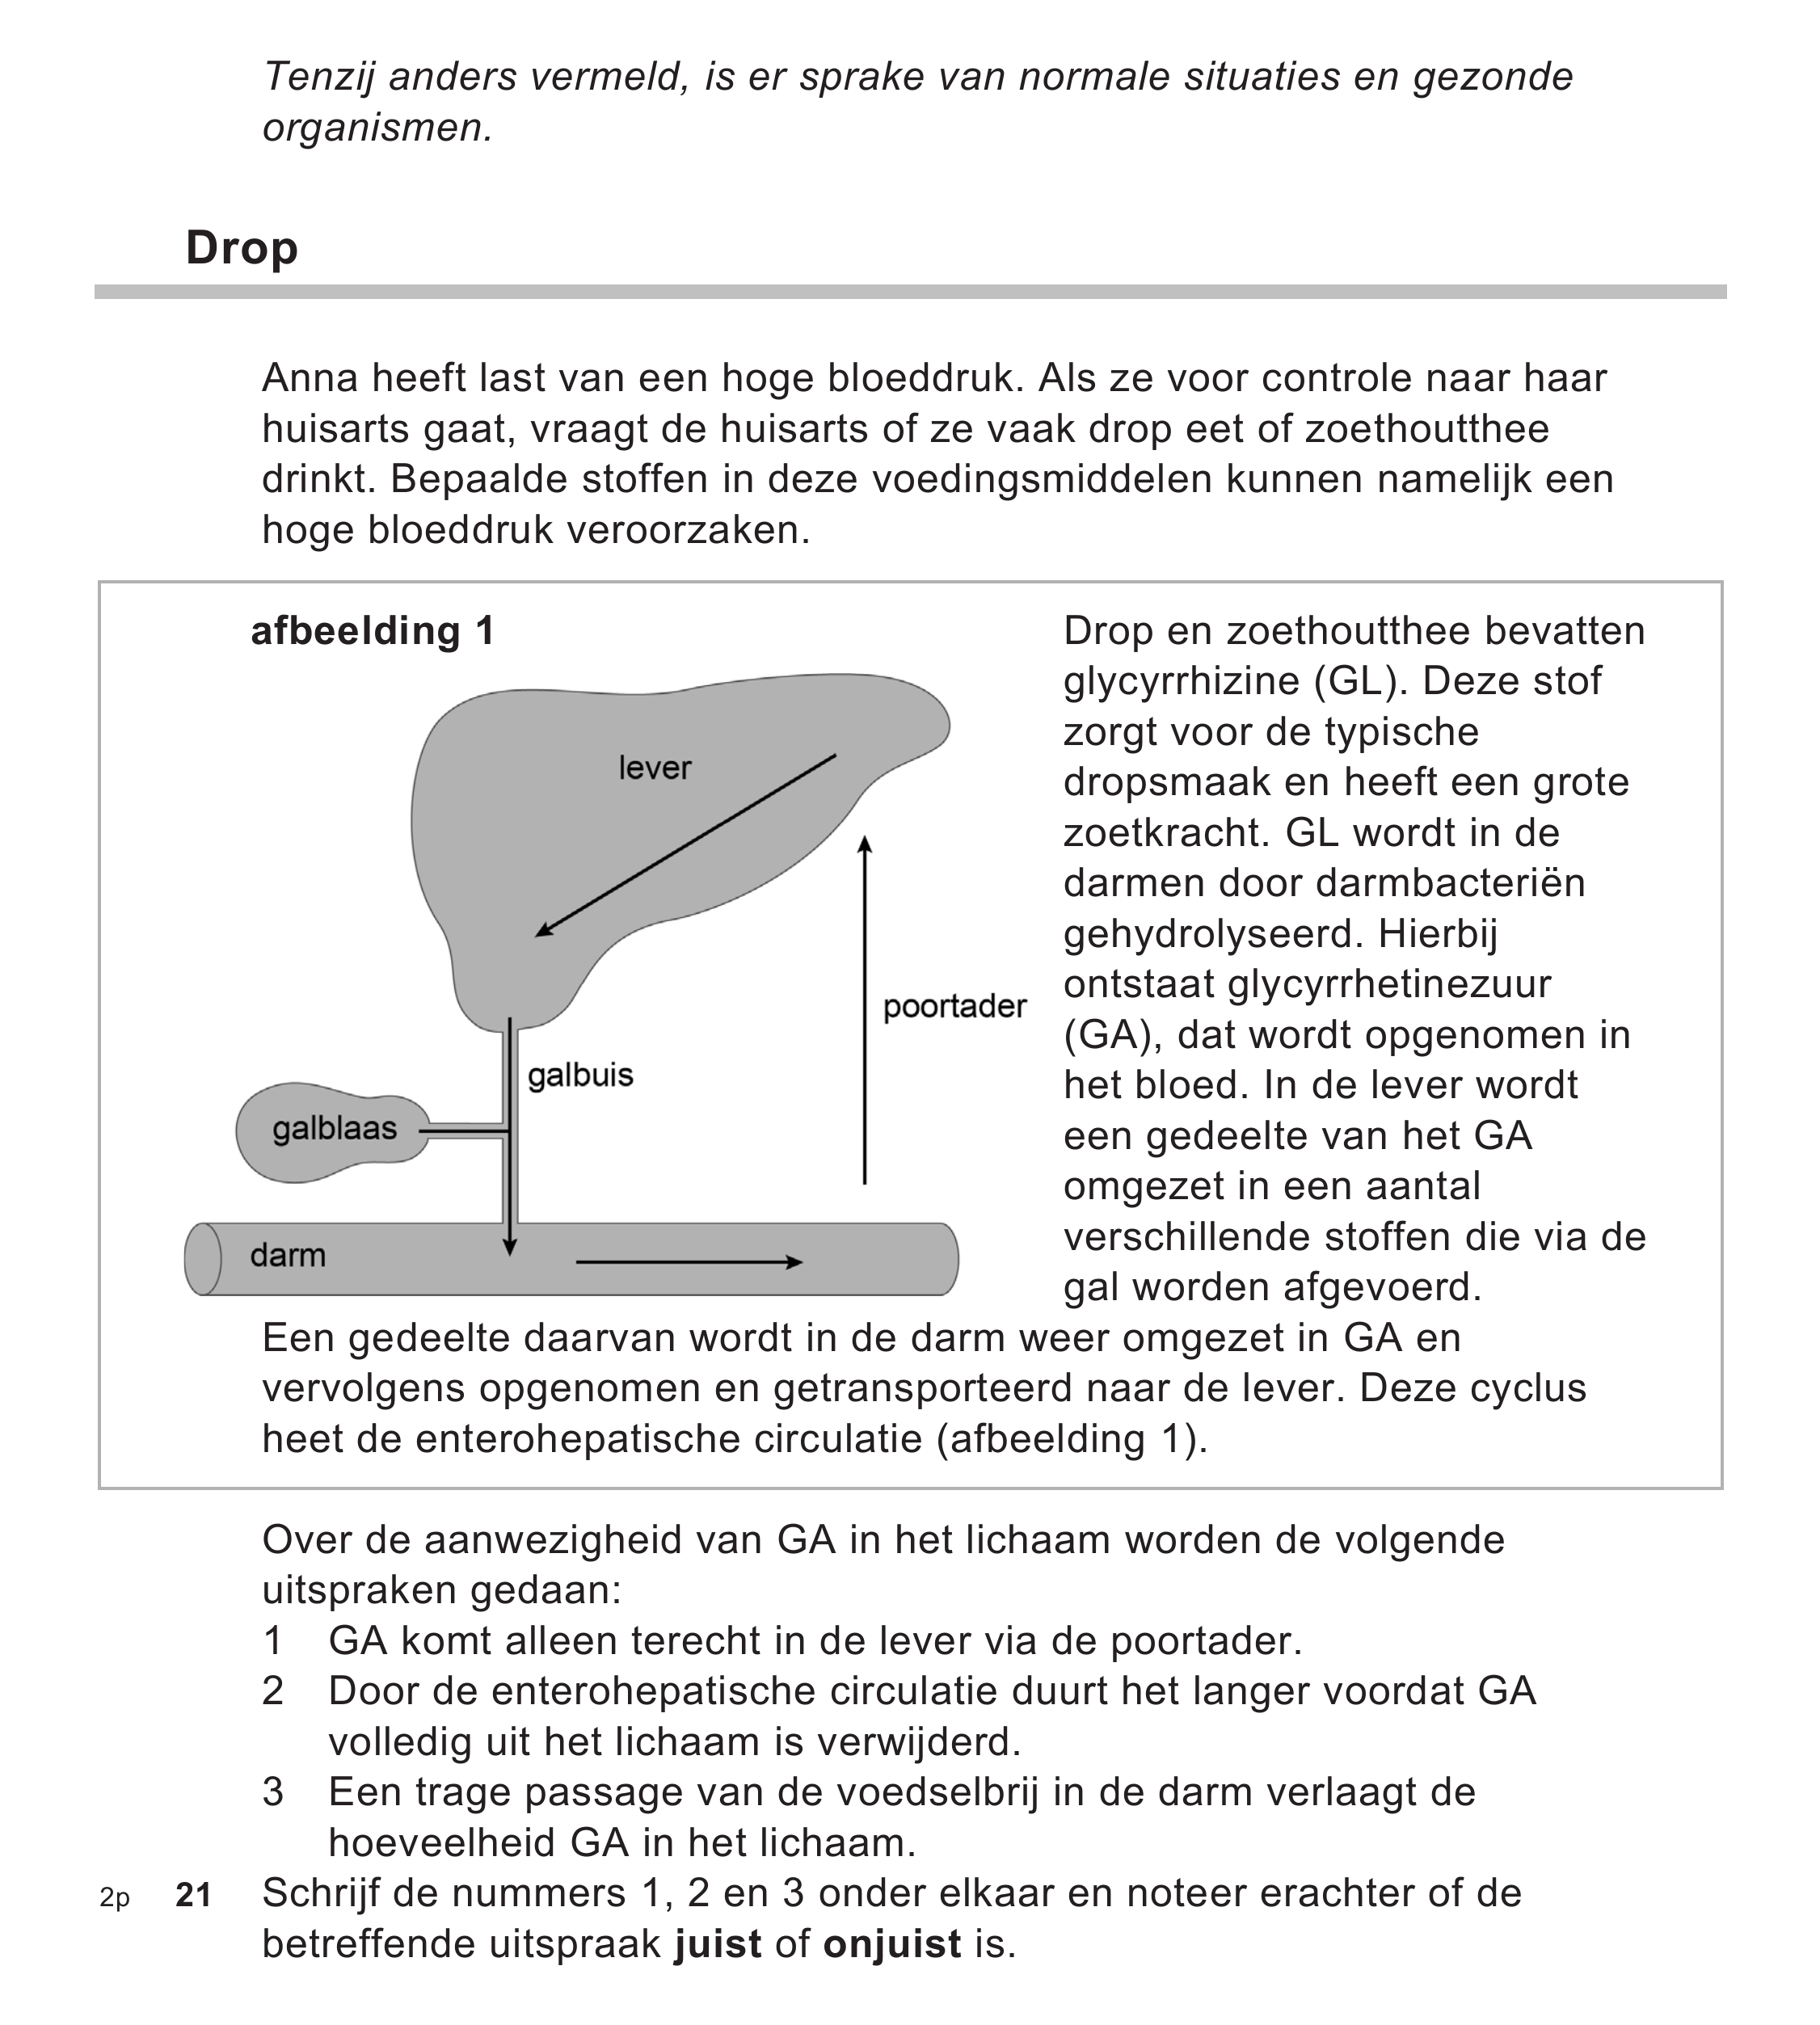 Tenzij anders vermeld, is er sprake van normale situaties en gezonde
organismen.
Drop
Anna heeft last van een hoge bloeddruk. Als ze voor controle naar haar
huisarts gaat, vraagt de huisarts of ze vaak drop eet of zoethoutthee
drinkt. Bepaalde stoffen in deze voedingsmiddelen kunnen namelijk een
hoge bloeddruk veroorzaken.
afbeelding 1
lever
poortader
galbuis
galblaas
darm
Drop en zoethoutthee bevatten
glycyrrhizine (GL). Deze stof
zorgt voor de typische
dropsmaak en heeft een grote
zoetkracht. GL wordt in de
darmen door darmbacteriën
gehydrolyseerd. Hierbij
ontstaat glycyrrhetinezuur
(GA), dat wordt opgenomen in
het bloed. In de lever wordt
een gedeelte van het GA
omgezet in een aantal
verschillende stoffen die via de
gal worden afgevoerd.
Een gedeelte daarvan wordt in de darm weer omgezet in GA en
vervolgens opgenomen en getransporteerd naar de lever. Deze cyclus
heet de enterohepatische circulatie (afbeelding 1).
Over de aanwezigheid van GA in het lichaam worden de volgende
uitspraken gedaan:
1 GA komt alleen terecht in de lever via de poortader.
2 Door de enterohepatische circulatie duurt het langer voordat GA
volledig uit het lichaam is verwijderd.
3 Een trage passage van de voedselbrij in de darm verlaagt de
hoeveelheid GA in het lichaam.
2p 21 Schrijf de nummers 1, 2 en 3 onder elkaar en noteer erachter of de
betreffende uitspraak juist of onjuist is.